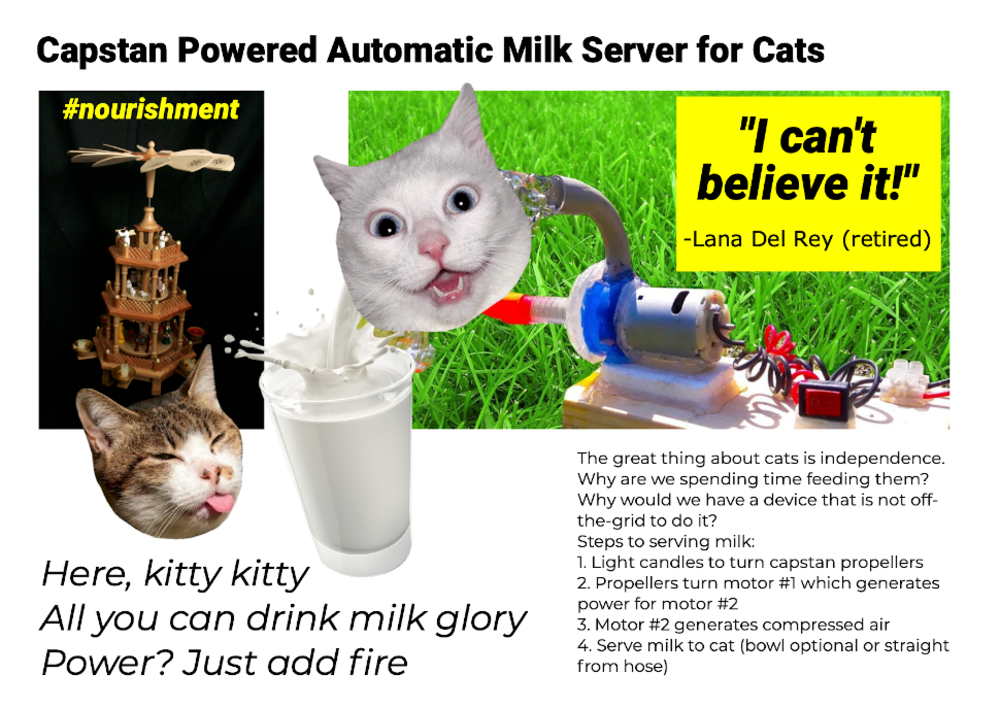 Capstan Powered Automatic Milk Server for Cats
#nourishment
"I can't
believe it!"
-Lana Del Rey (retired)
The great thing about cats is independence.
Why are we spending time feeding them?
Why would we have a device that is not off-
the-grid to do it?
Steps to serving milk:
1. Light candles to turn capstan propellers
2. Propellers turn motor #1 which generates
power for motor #2
3. Motor #2 generates compressed air
4. Serve milk to cat (bowl optional or straight
from hose)
Here, kitty kitty
All you can drink milk glory
Power? Just add fire